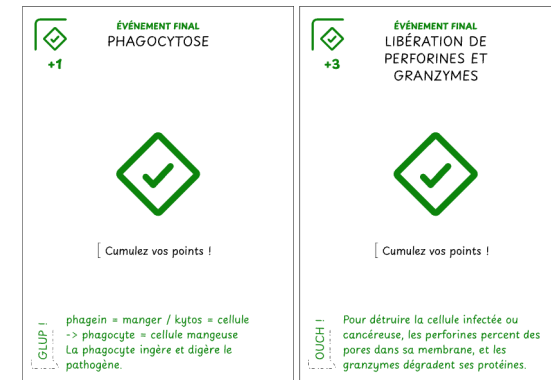 ÉVÉNEMENT FINAL
PHAGOCYTOSE
+1
[ Cumulez vos points !
GLUP !
phagein = manger / kytos = cellule
-> phagocyte = cellule mangeuse
La phagocyte ingère et digère le
pathogène.
ÉVÉNEMENT FINAL
LIBÉRATION DE
PERFORINES ET
GRANZYMES
+3
[ Cumulez vos points !
OUCH !
Pour détruire la cellule infectée ou
cancéreuse, les perforines percent des
pores dans sa membrane, et les
granzymes dégradent ses protéines.